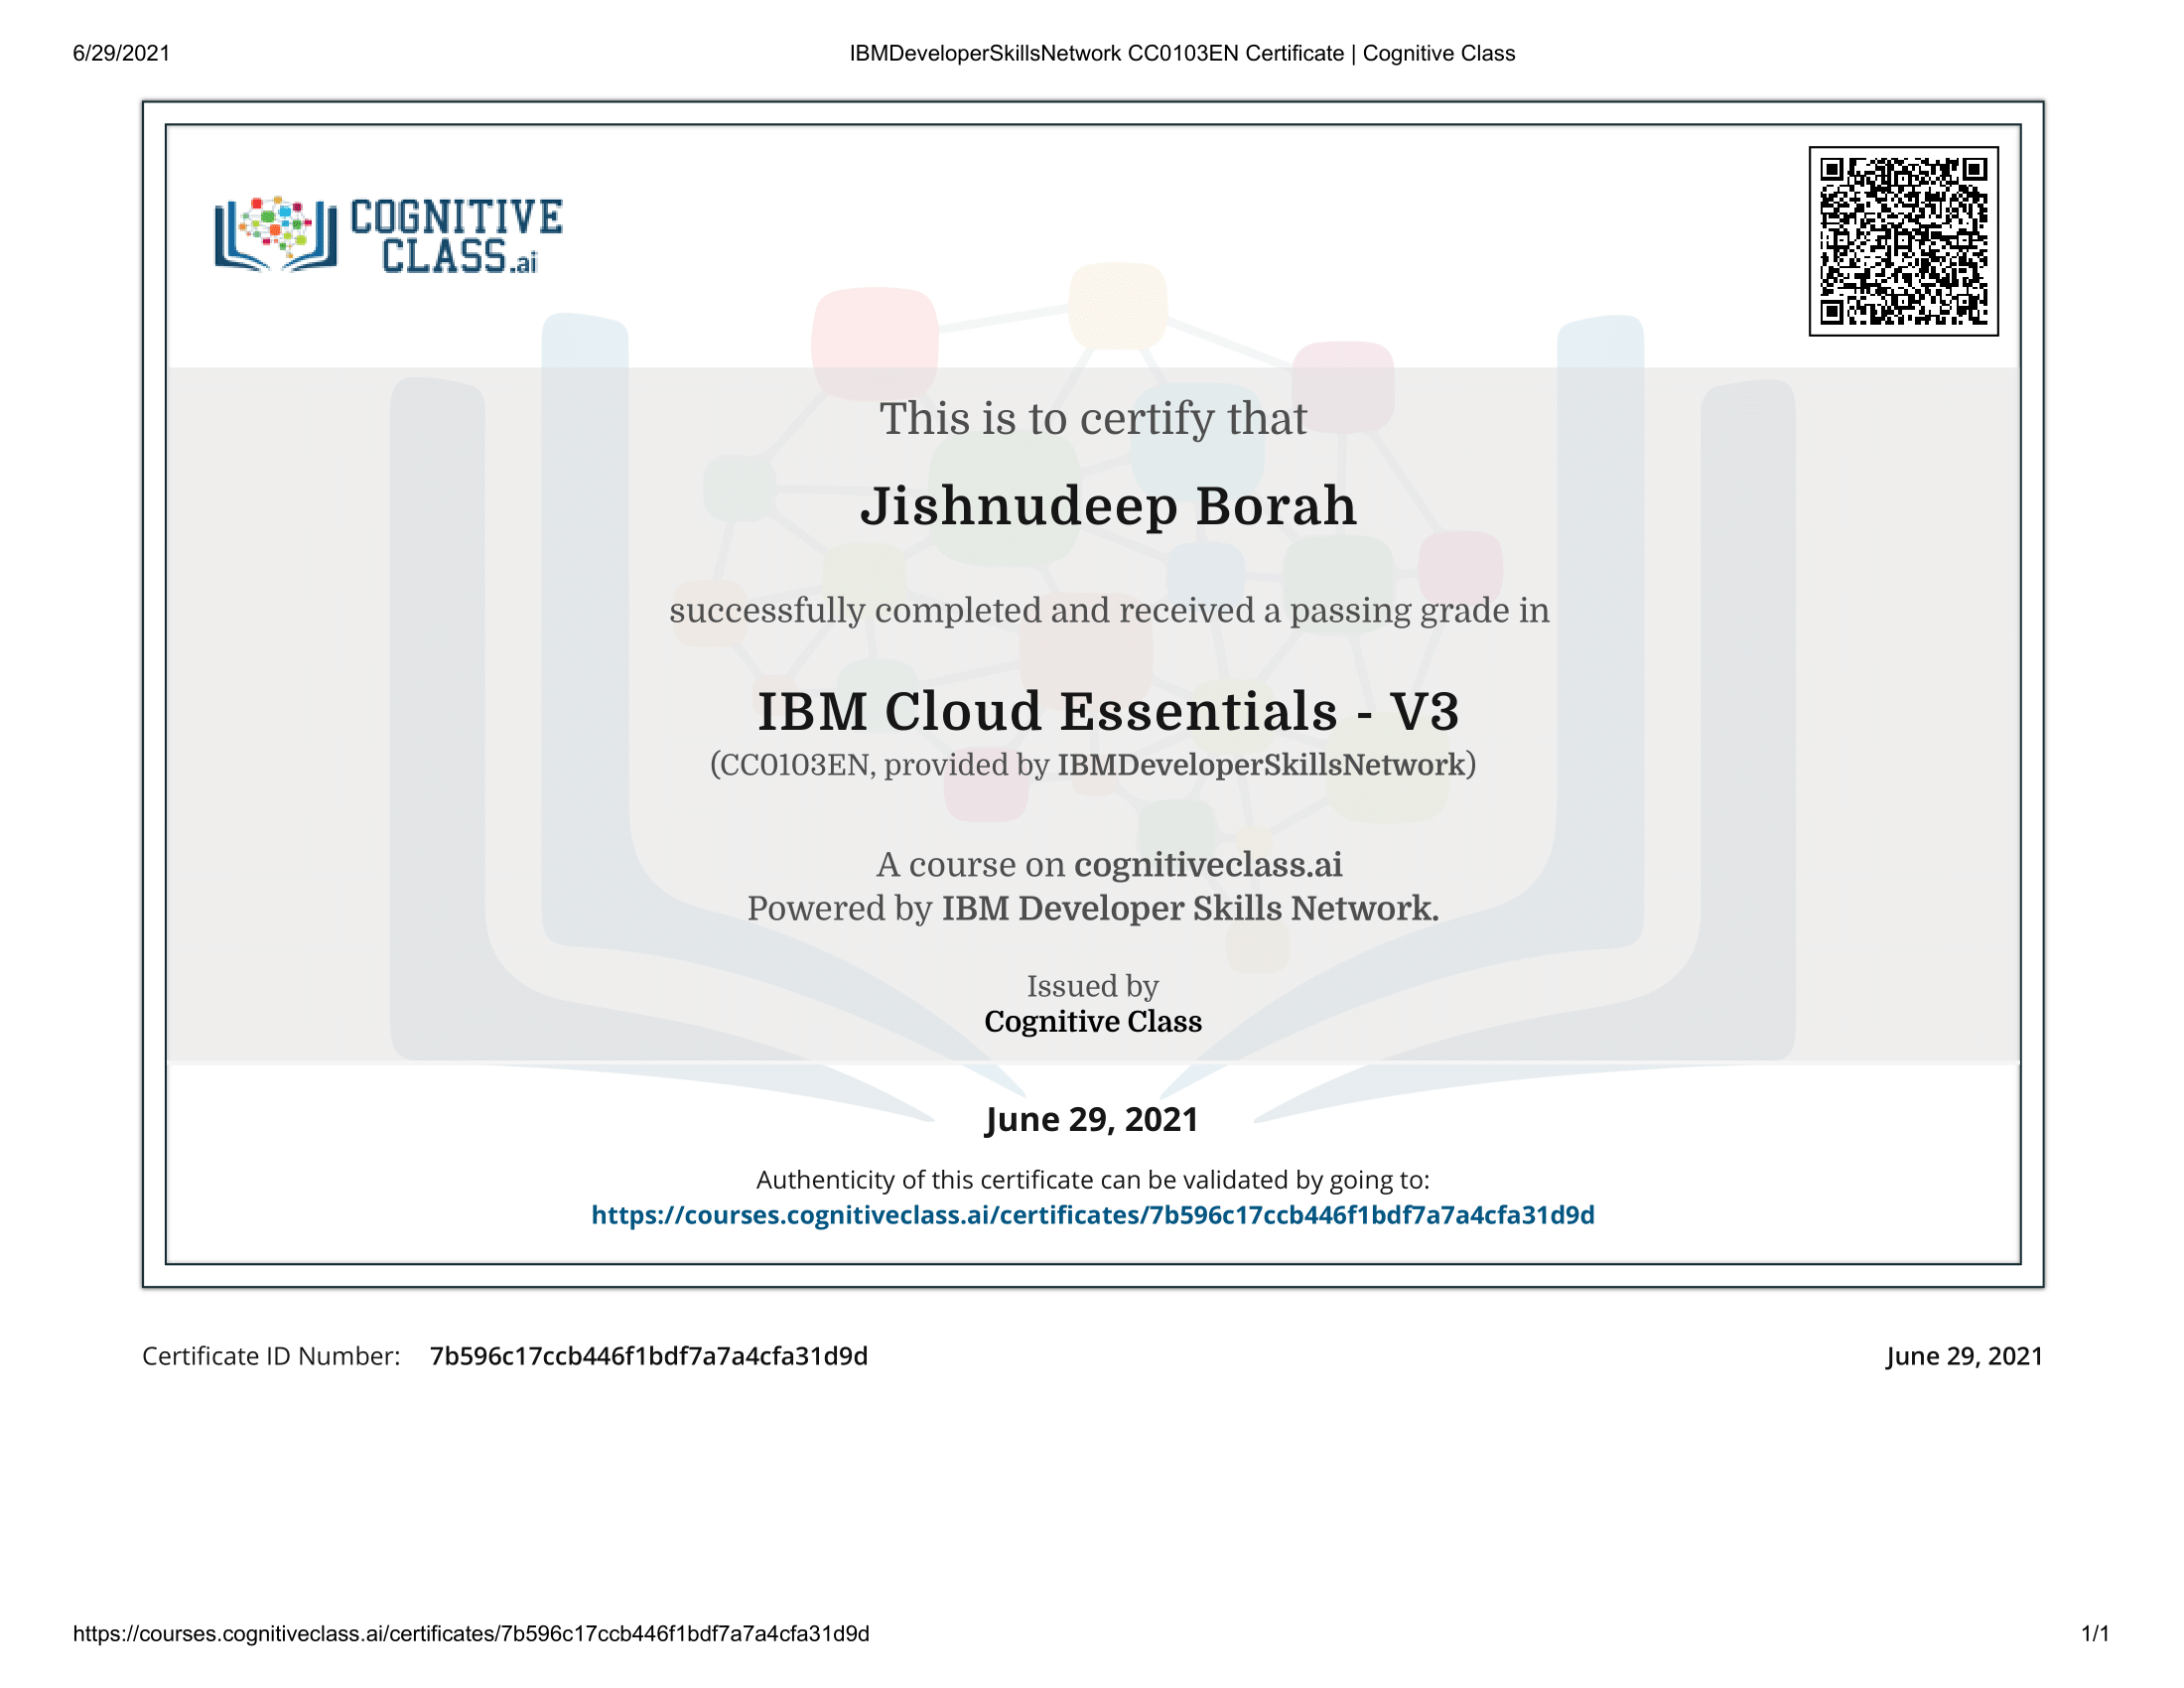 6/29/2021
IBMDeveloperSkillsNetwork CC0103EN Certificate | Cognitive Class
COGNITIVE
CLASS.ai
This is to certify that
Jishnudeep Borah
successfully completed and received a passing grade in
IBM Cloud Essentials - V3
(CC0103EN, provided by IBMDeveloperSkillsNetwork)
A course on cognitiveclass.ai
Powered by IBM Developer Skills Network.
Issued by
Cognitive Class
June 29, 2021
Authenticity of this certificate can be validated by going to:
https://courses.cognitiveclass.ai/certificates/7b596c17ccb446f1bdf7a7a4cfa31d9d
Certificate ID Number: 7b596c17ccb446f1bdf7a7a4cfa31d9d
June 29, 2021
https://courses.cognitiveclass.ai/certificates/7b596c17ccb446f1bdf7a7a4cfa31d9d
1/1